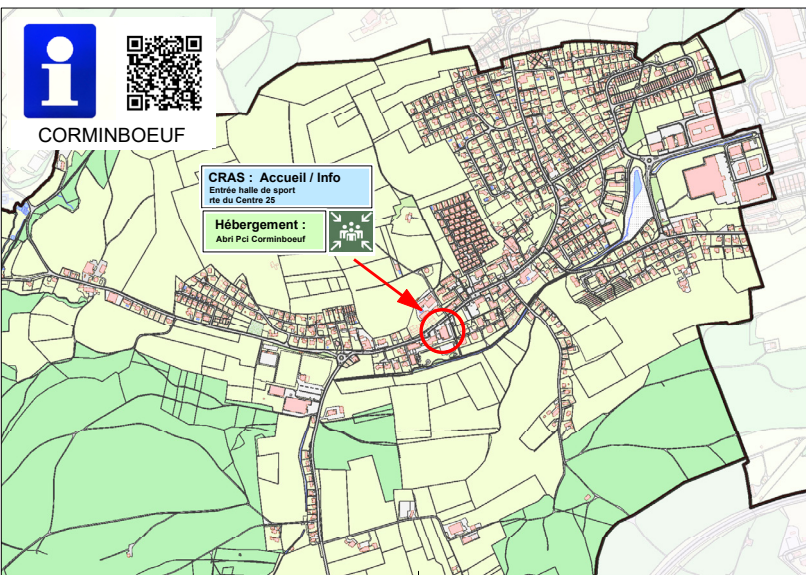 CORMINBOEUF
CRAS : Accueil / Info
Entrée halle de sport
rte du Centre 25
Hébergement :
Abri Pci Corminboeuf